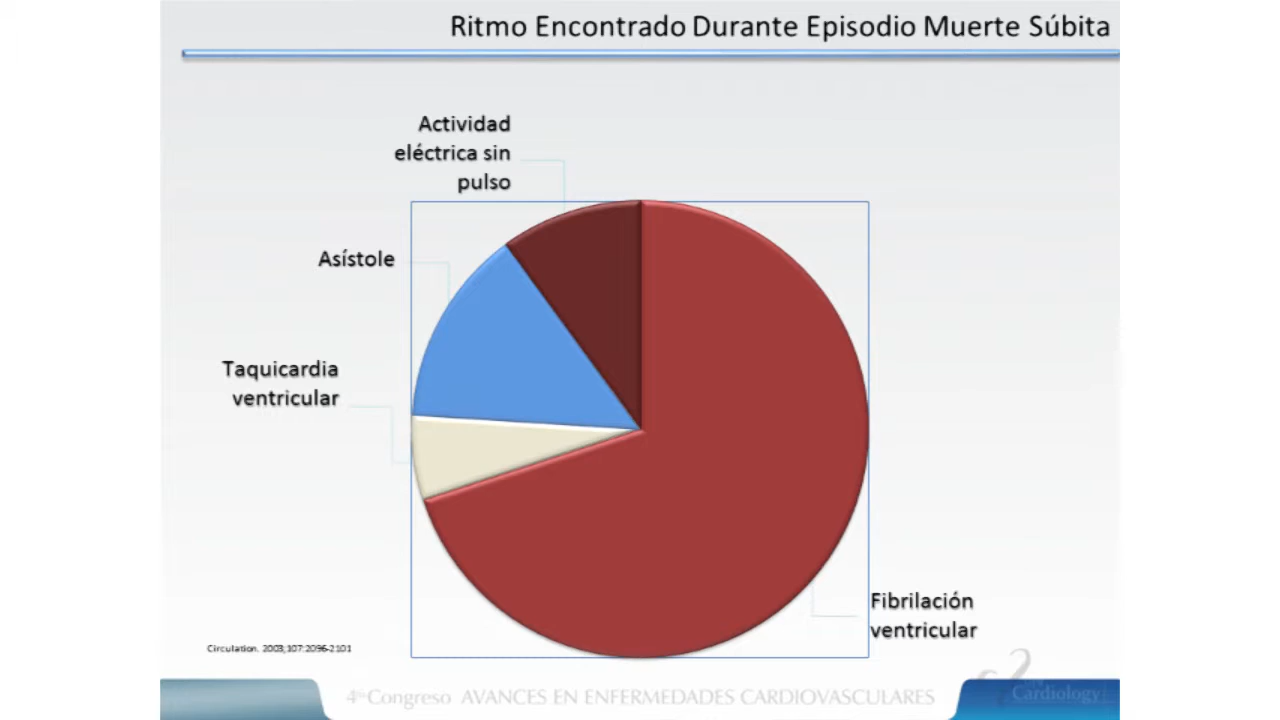 Ritmo Encontrado Durante Episodio Muerte Súbita
Actividad
eléctrica sin
pulso
Asístole
Taquicardia
ventricular
Fibrilación
ventricular
Circulation. 2003;107:2096-2101
Congreso AVANCES EN ENFERMEDADES CARDIOVASCULARES
Cardiology